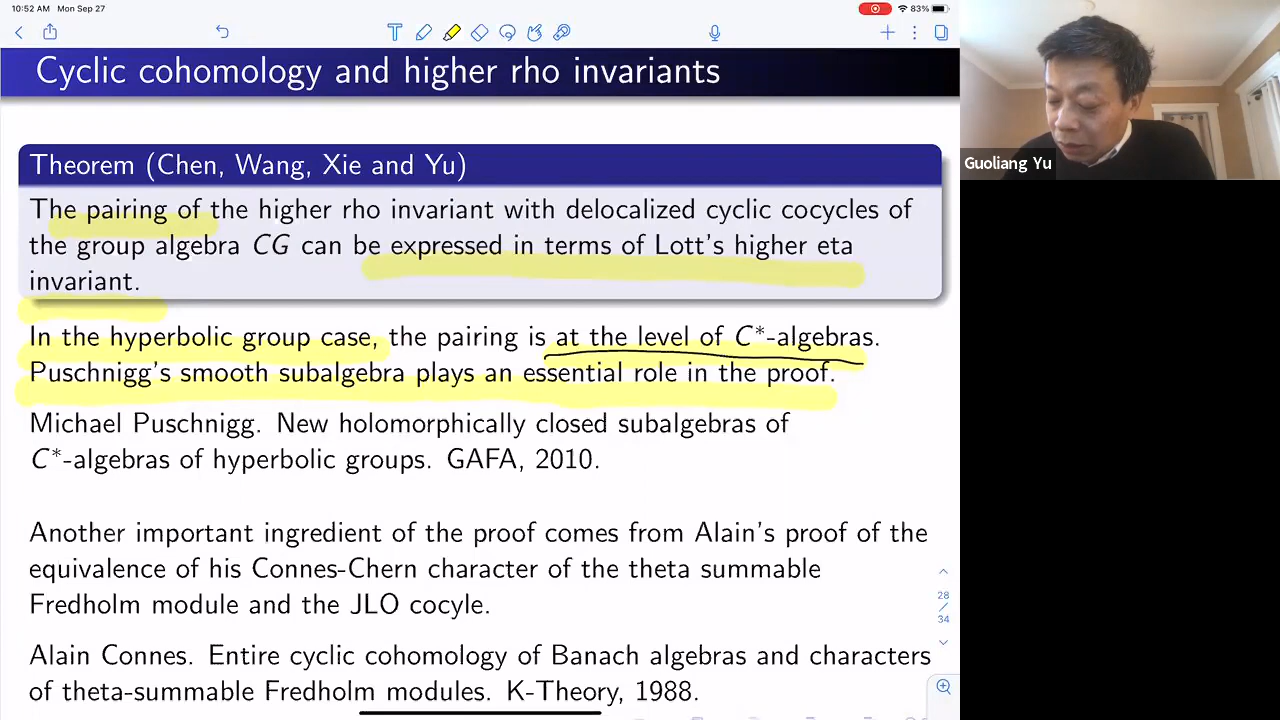 10:52 AM Mon Sep 27
83%
Cyclic cohomology and higher rho invariants
Theorem (Chen, Wang, Xie and Yu)
The pairing of the higher rho invariant with delocalized cyclic cocycles of
the group algebra CG can be expressed in terms of Lott's higher eta
invariant.
In the hyperbolic group case, the pairing is at the level of C*-algebras.
Puschnigg's smooth subalgebra plays an essential role in the proof.
Michael Puschnigg. New holomorphically closed subalgebras of
C*-algebras of hyperbolic groups. GAFA, 2010.
Another important ingredient of the proof comes from Alain's proof of the
equivalence of his Connes-Chern character of the theta summable
Fredholm module and the JLO cocyle.
Alain Connes. Entire cyclic cohomology of Banach algebras and characters
of theta-summable Fredholm modules. K-Theory, 1988.
28
/
34
Guoliang Yu